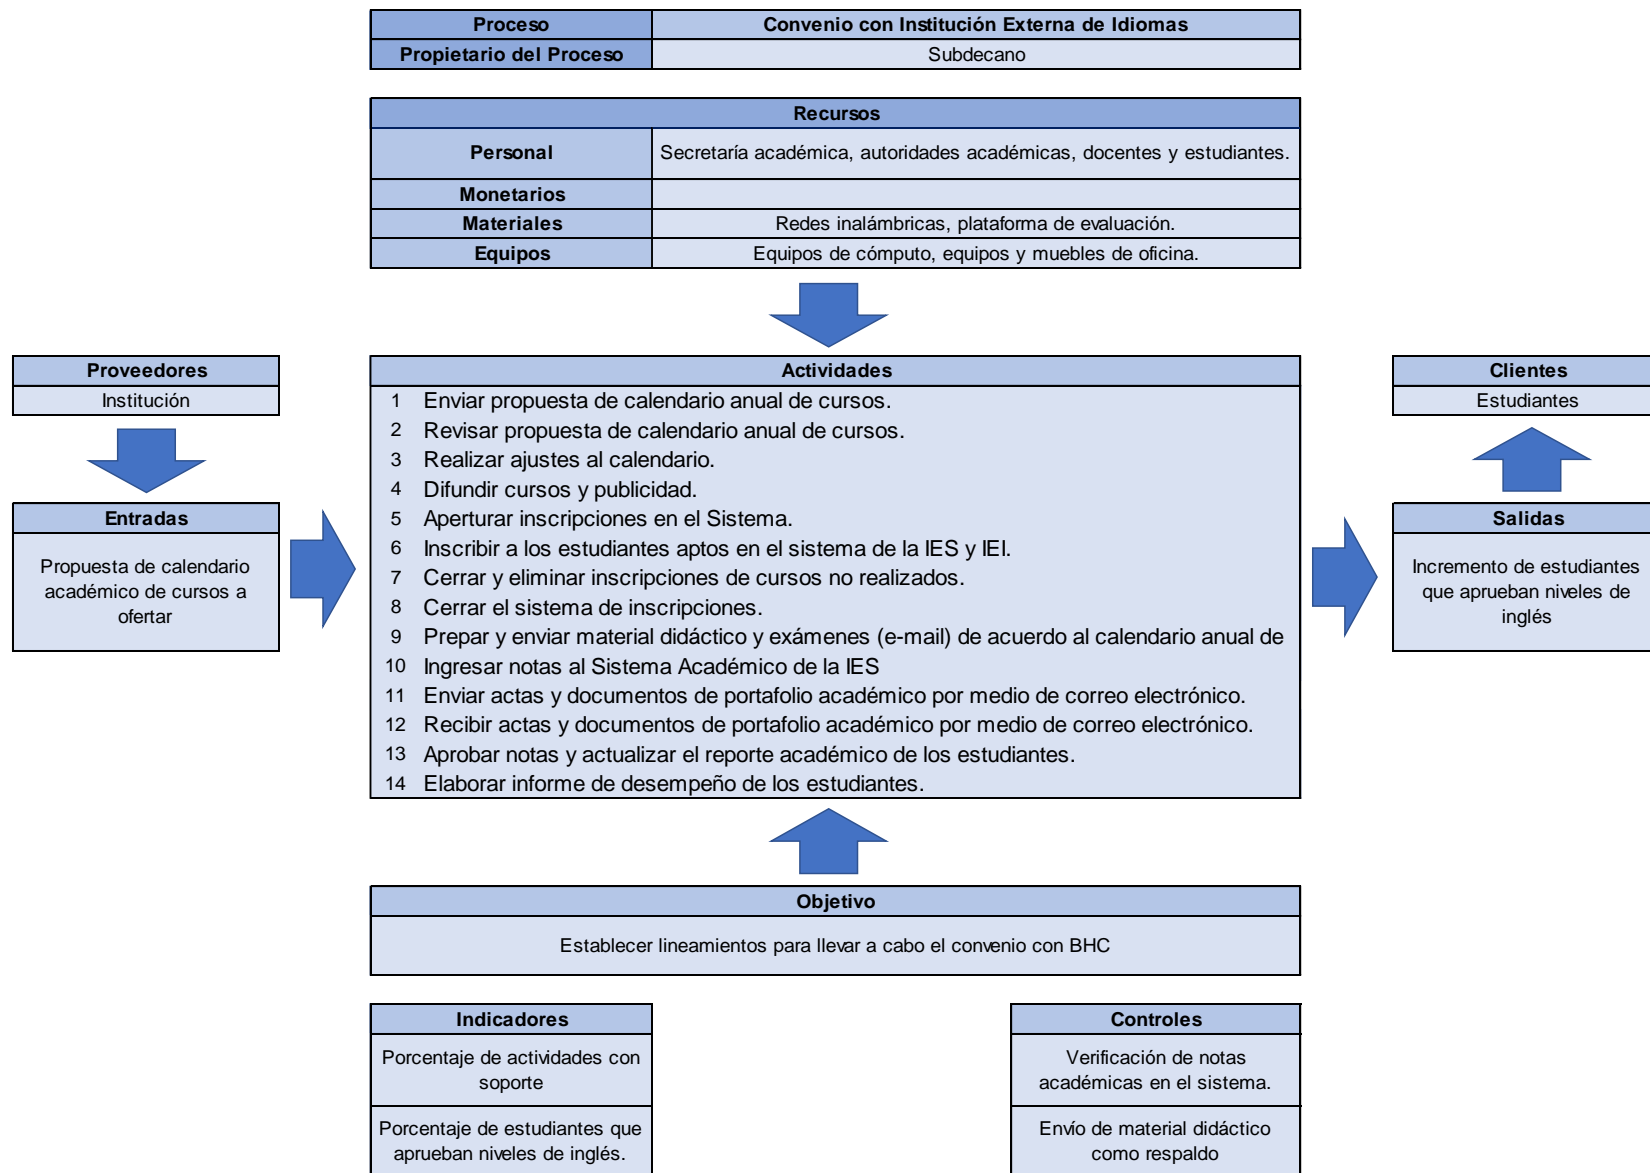 Proceso Convenio con Institución Externa de Idiomas
Propietario del Proceso Subdecano
Recursos
Personal Secretaría académica, autoridades académicas, docentes y estudiantes.
Monetarios
Materiales Redes inalámbricas, plataforma de evaluación.
Equipos Equipos de cómputo, equipos y muebles de oficina.
Proveedores
Institución
Entradas
Propuesta de calendario
académico de cursos a
ofertar
Actividades
1 Enviar propuesta de calendario anual de cursos.
2 Revisar propuesta de calendario anual de cursos.
3 Realizar ajustes al calendario.
4 Difundir cursos y publicidad.
5 Aperturar inscripciones en el Sistema.
6 Inscribir a los estudiantes aptos en el sistema de la IES y IEI.
7 Cerrar y eliminar inscripciones de cursos no realizados.
8 Cerrar el sistema de inscripciones.
9 Prepar y enviar material didáctico y exámenes (e-mail) de acuerdo al calendario anual de
10 Ingresar notas al Sistema Académico de la IES
11 Enviar actas y documentos de portafolio académico por medio de correo electrónico.
12 Recibir actas y documentos de portafolio académico por medio de correo electrónico.
13 Aprobar notas y actualizar el reporte académico de los estudiantes.
14 Elaborar informe de desempeño de los estudiantes.
Clientes
Estudiantes
Salidas
Incremento de estudiantes
que aprueban niveles de
inglés
Objetivo
Establecer lineamientos para llevar a cabo el convenio con BHC
Indicadores
Porcentaje de actividades con
soporte
Porcentaje de estudiantes que
aprueban niveles de inglés.
Controles
Verificación de notas
académicas en el sistema.
Envío de material didáctico
como respaldo